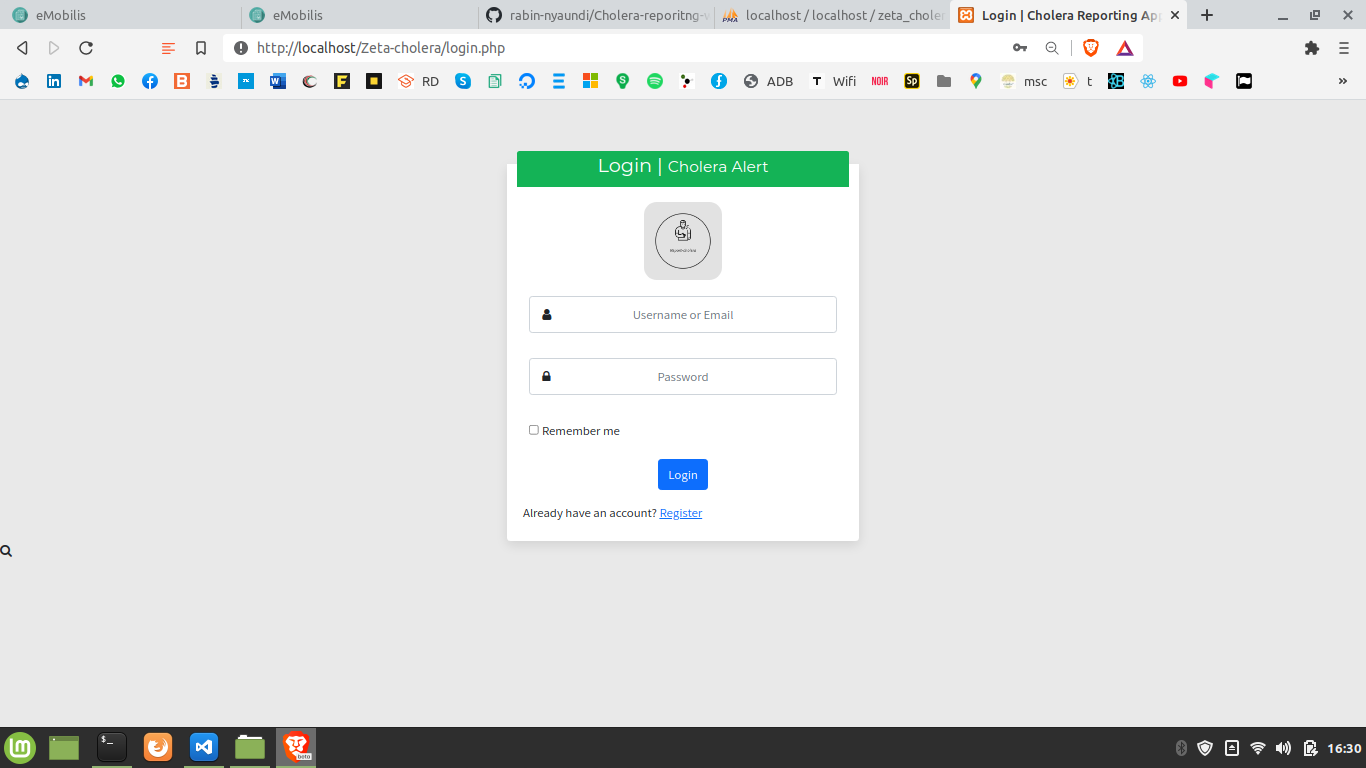 eMobilis
eMobilis
rabin-nyaundi/Cholera-reporitng-w
localhost / localhost / zeta_choler
Login | Cholera Reporting App
http://localhost/Zeta-cholera/login.php
RD
ADB
T
Wifi
NOIR
Sp
msc
t
Login | Cholera Alert
Username or Email
Password
Remember me
Login
Already have an account? Register
beta
16:30